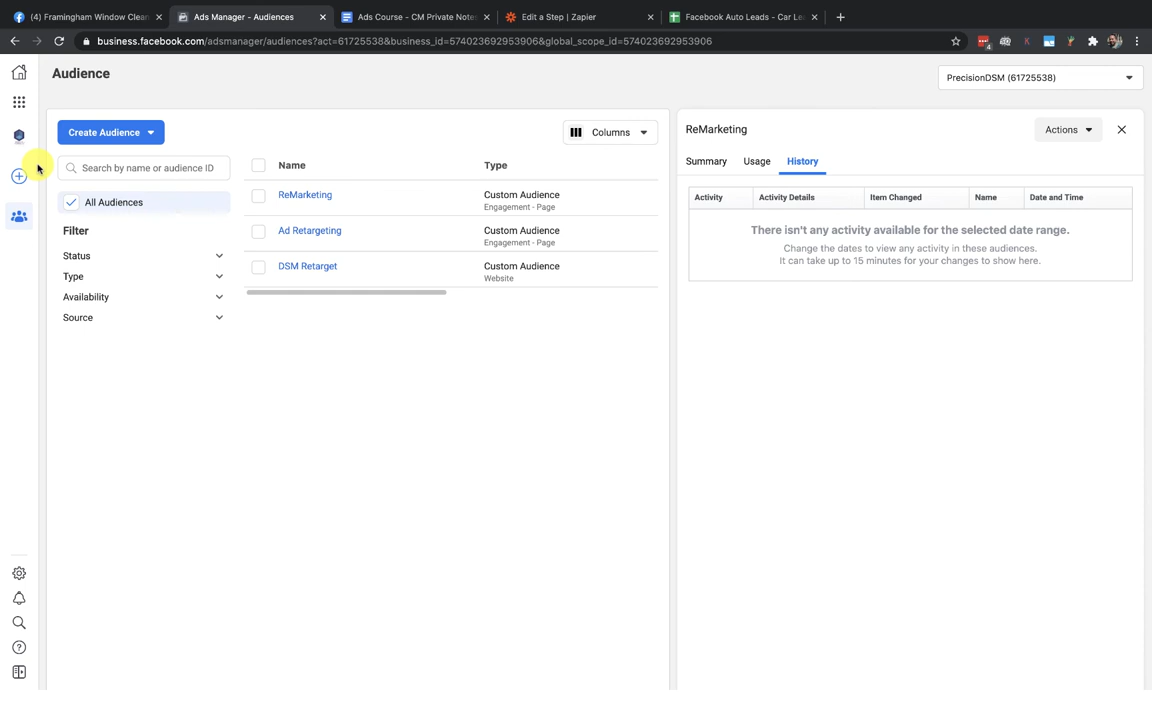 (4) Framingham Window Clean
Ads Manager - Audiences
Ads Course - CM Private Notes
Edit a Step | Zapier
Facebook Auto Leads - Car Le
business.facebook.com/adsmanager/audiences?act=61725538&business_id=574023692953906&global_scope_id=574023692953906
4
K
Audience
PrecisionDSM (61725538)
Create Audience
Columns
Search by name or audience ID
All Audiences
Filter
Status
Type
Availability
Source
Name
Type
ReMarketing
Custom Audience
Engagement - Page
Ad Retargeting
Custom Audience
Engagement - Page
DSM Retarget
Custom Audience
Website
ReMarketing
Actions
Summary
Usage
History
Activity
Activity Details
Item Changed
Name
Date and Time
There isn't any activity available for the selected date range.
Change the dates to view any activity in these audiences.
It can take up to 15 minutes for your changes to show here.